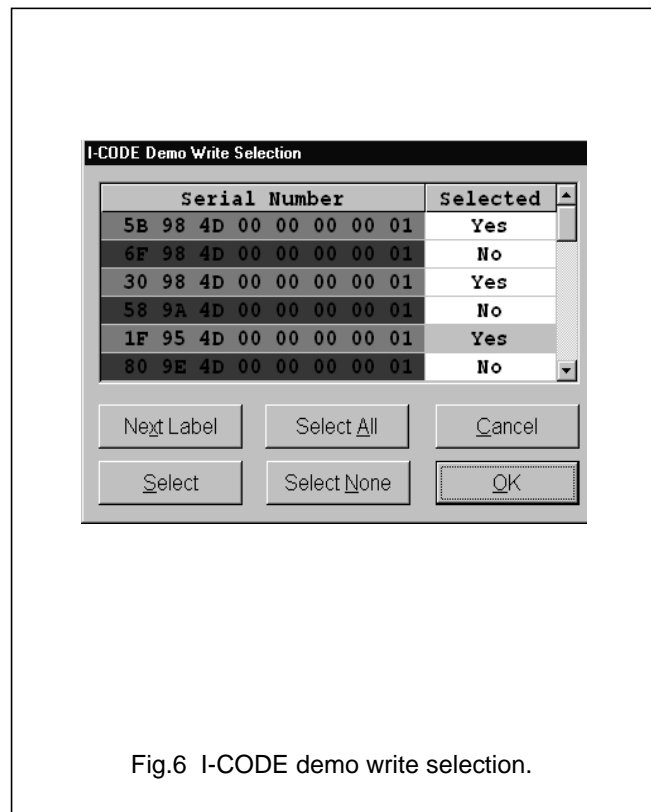 I-CODE Demo Write Selection
Serial Number Selected
5B 98 4D 00 00 00 00 01 Yes
6F 98 4D 00 00 00 00 01 No
30 98 4D 00 00 00 00 01 Yes
58 9A 4D 00 00 00 00 01 No
1F 95 4D 00 00 00 00 01 Yes
80 9E 4D 00 00 00 00 01 No
Next Label Select All Cancel
Select Select None OK
Fig.6 I-CODE demo write selection.